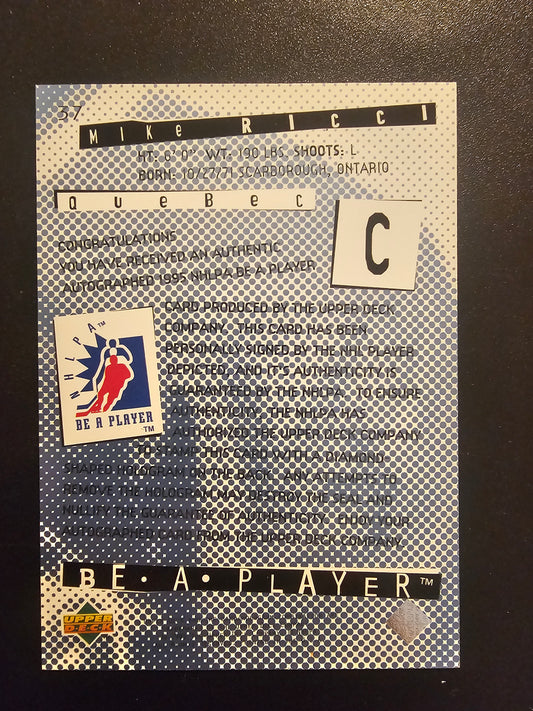 37
Mike Ricci
HT: 6' 0" WT: 190 LBS. SHOOTS: L
BORN: 10/27/71 SCARBOROUGH, ONTARIO
queBec
C
CONGRATULATIONS
YOU HAVE RECEIVED AN AUTHENTIC
AUTOGRAPHED 1995 NHLPA BE A PLAYER
CARD PRODUCED BY THE UPPER DECK
COMPANY. THIS CARD HAS BEEN
PERSONALLY SIGNED BY THE NHL PLAYER
DEPICTED, AND IT'S AUTHENTICITY IS
GUARANTEED BY THE NHLPA. TO ENSURE
AUTHENTICITY, THE NHLPA HAS
AUTHORIZED THE UPPER DECK COMPANY
TO STAMP THIS CARD WITH A DIAMOND-
SHAPED HOLOGRAM ON THE BACK. ANY ATTEMPTS TO
REMOVE THE HOLOGRAM MAY DESTROY THE SEAL AND
NULLIFY THE GUARANTEE OF AUTHENTICITY. ENJOY YOUR
AUTOGRAPHED CARD FROM THE UPPER DECK COMPANY.
NHLPA™
BE A PLAYER
™
BE·A·PLAYER™
UPPER
DECK